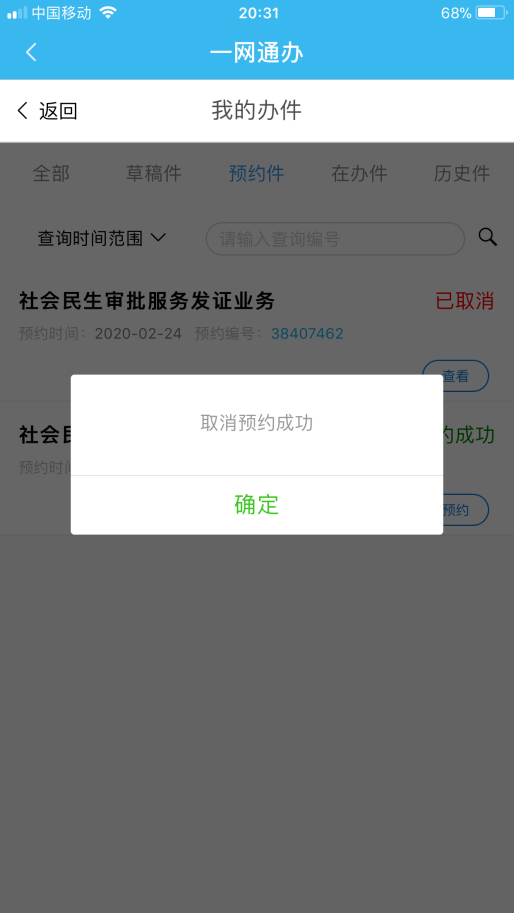 中国移动 20:31 68%
一网通办
返回 我的办件
全部 草稿件 预约件 在办件 历史件
查询时间范围 请输入查询编号
社会民生审批服务发证业务 已取消
预约时间：2020-02-24 预约编号：38407462
查看
取消预约成功
社会 约成功
预约时间
确定 预约